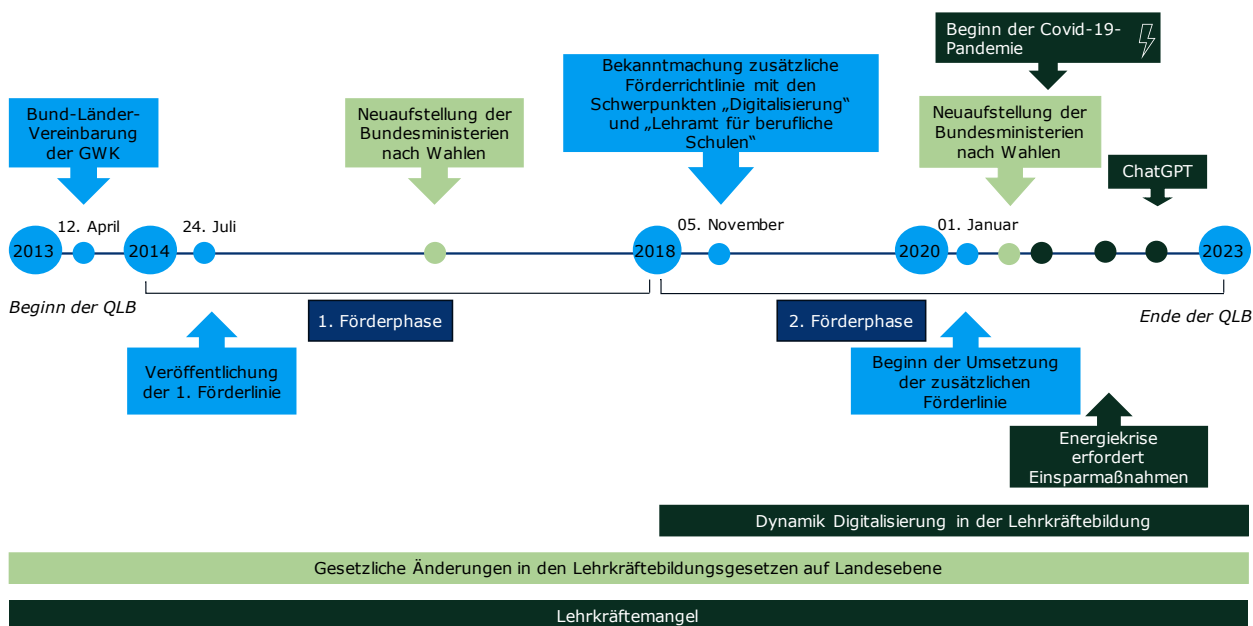 Beginn der Covid-19-
Pandemie
Bekanntmachung zusätzliche
Förderrichtlinie mit den
Schwerpunkten „Digitalisierung“
und „Lehramt für berufliche
Schulen“
Bund-Länder-
Vereinbarung
der GWK
Neuaufstellung der
Bundesministerien
nach Wahlen
Neuaufstellung der
Bundesministerien
nach Wahlen
ChatGPT
2013
12. April
2014
24. Juli
2018
05. November
2020
01. Januar
2023
Beginn der QLB
1. Förderphase
2. Förderphase
Ende der QLB
Veröffentlichung
der 1. Förderlinie
Beginn der Umsetzung
der zusätzlichen
Förderlinie
Energiekrise
erfordert
Einsparmaßnahmen
Dynamik Digitalisierung in der Lehrkräftebildung
Gesetzliche Änderungen in den Lehrkräftebildungsgesetzen auf Landesebene
Lehrkräftemangel